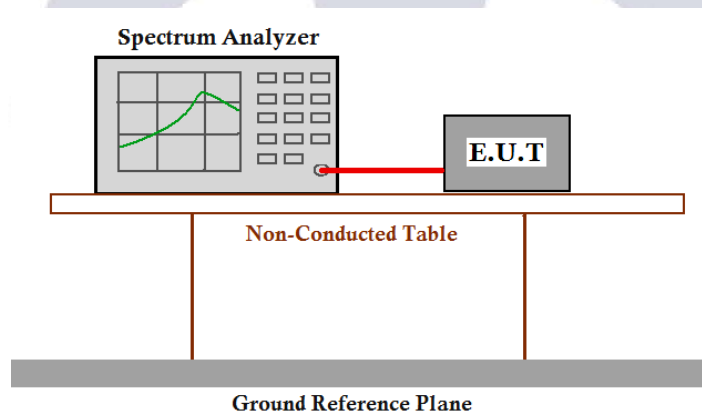 Spectrum Analyzer
E.U.T
Non-Conducted Table
Ground Reference Plane